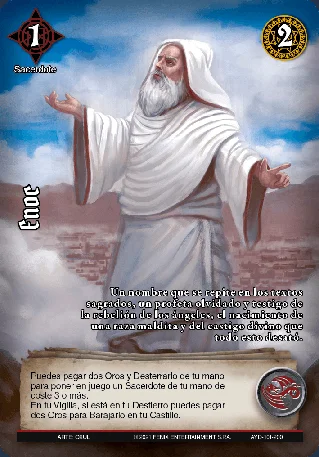 1
2
Sacerdote
Enoc
Un nombre que se repite en los textos
sagrados, un profeta olvidado y testigo de
la rebelión de los ángeles, el nacimiento de
una raza maldita y del castigo divino que
todo esto desató.
Puedes pagar dos Oros y Desterrarlo de tu mano
para poner en juego un Sacerdote de tu mano de
coste 3 o más.
En tu Vigilia, si está en tu Destierro puedes pagar
dos Oros para Barajarlo en tu Castillo.
ENTERTAINMENT S.P.A.